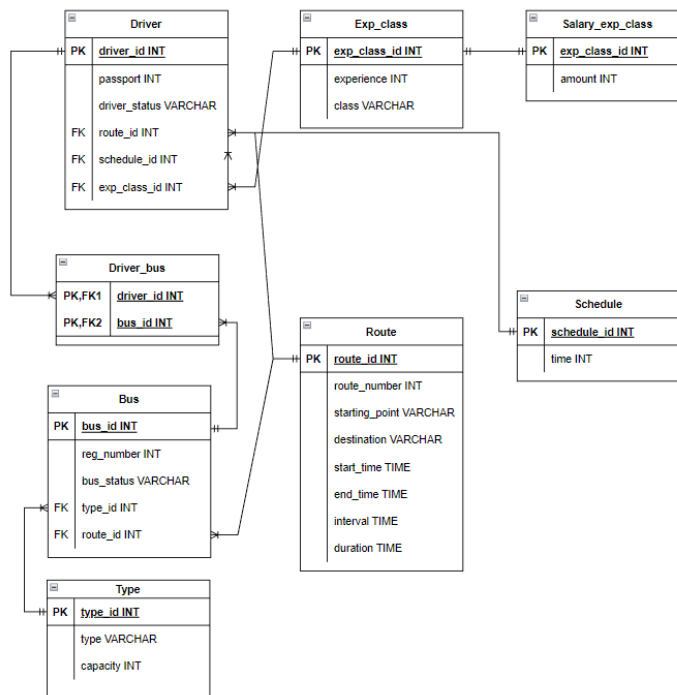 Driver
PK driver_id INT
passport INT
driver_status VARCHAR
FK route_id INT
FK schedule_id INT
FK exp_class_id INT
Exp_class
PK exp_class_id INT
experience INT
class VARCHAR
Salary_exp_class
PK exp_class_id INT
amount INT
Driver_bus
PK,FK1 driver_id INT
PK,FK2 bus_id INT
Route
PK route_id INT
route_number INT
starting_point VARCHAR
destination VARCHAR
start_time TIME
end_time TIME
interval TIME
duration TIME
Schedule
PK schedule_id INT
time INT
Bus
PK bus_id INT
reg_number INT
bus_status VARCHAR
FK type_id INT
FK route_id INT
Type
PK type_id INT
type VARCHAR
capacity INT